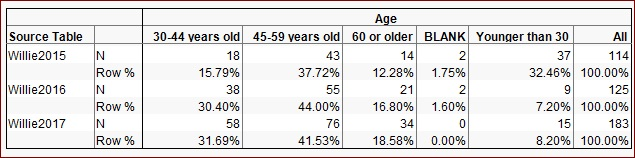 Age
Source Table 30-44 years old 45-59 years old 60 or older BLANK Younger than 30 All
Willie2015 N 18 43 14 2 37 114
Row % 15.79% 37.72% 12.28% 1.75% 32.46% 100.00%
Willie2016 N 38 55 21 2 9 125
Row % 30.40% 44.00% 16.80% 1.60% 7.20% 100.00%
Willie2017 N 58 76 34 0 15 183
Row % 31.69% 41.53% 18.58% 0.00% 8.20% 100.00%